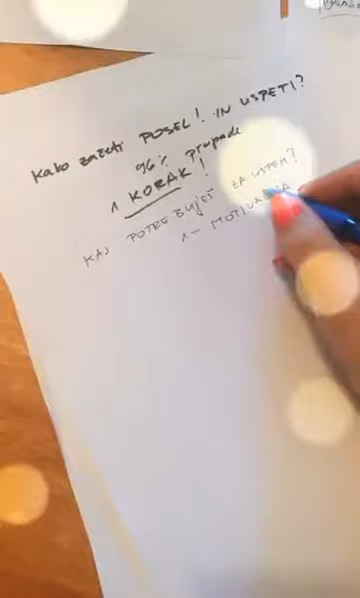 Kako začeti POSEL! IN USPETI?
96% propade
1 KORAK!
KAJ POTREBUJEŠ ZA USPEH?
1- MOTIVACIJA